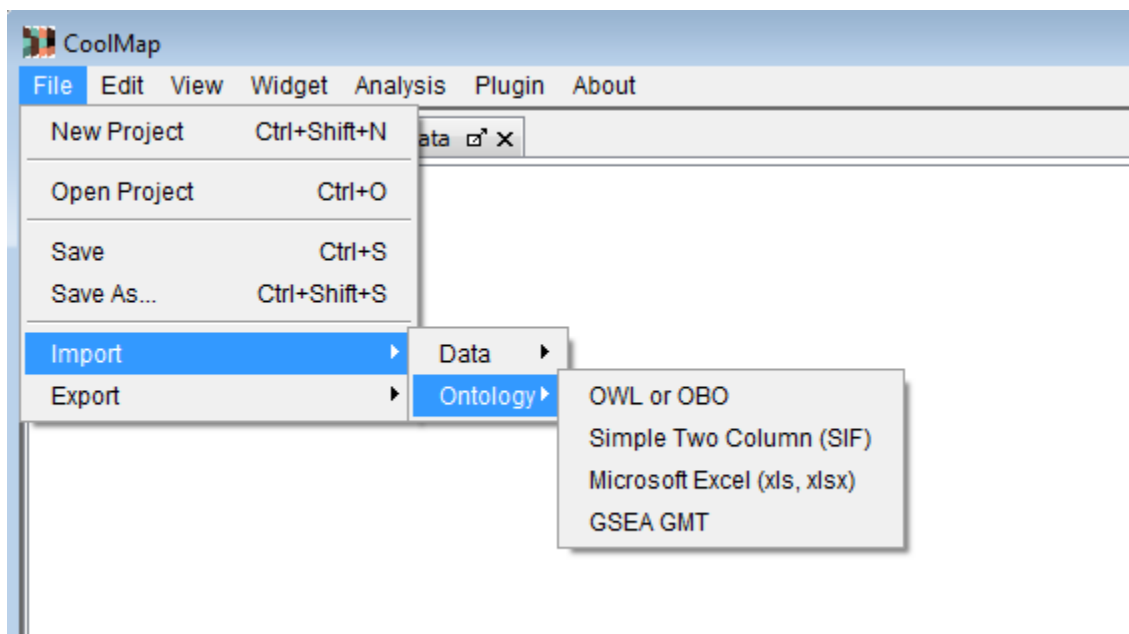 CoolMap
File Edit View Widget Analysis Plugin About
New Project Ctrl+Shift+N
ata
Open Project Ctrl+O
Save Ctrl+S
Save As... Ctrl+Shift+S
Import
Data
Export
Ontology
OWL or OBO
Simple Two Column (SIF)
Microsoft Excel (xls, xlsx)
GSEA GMT